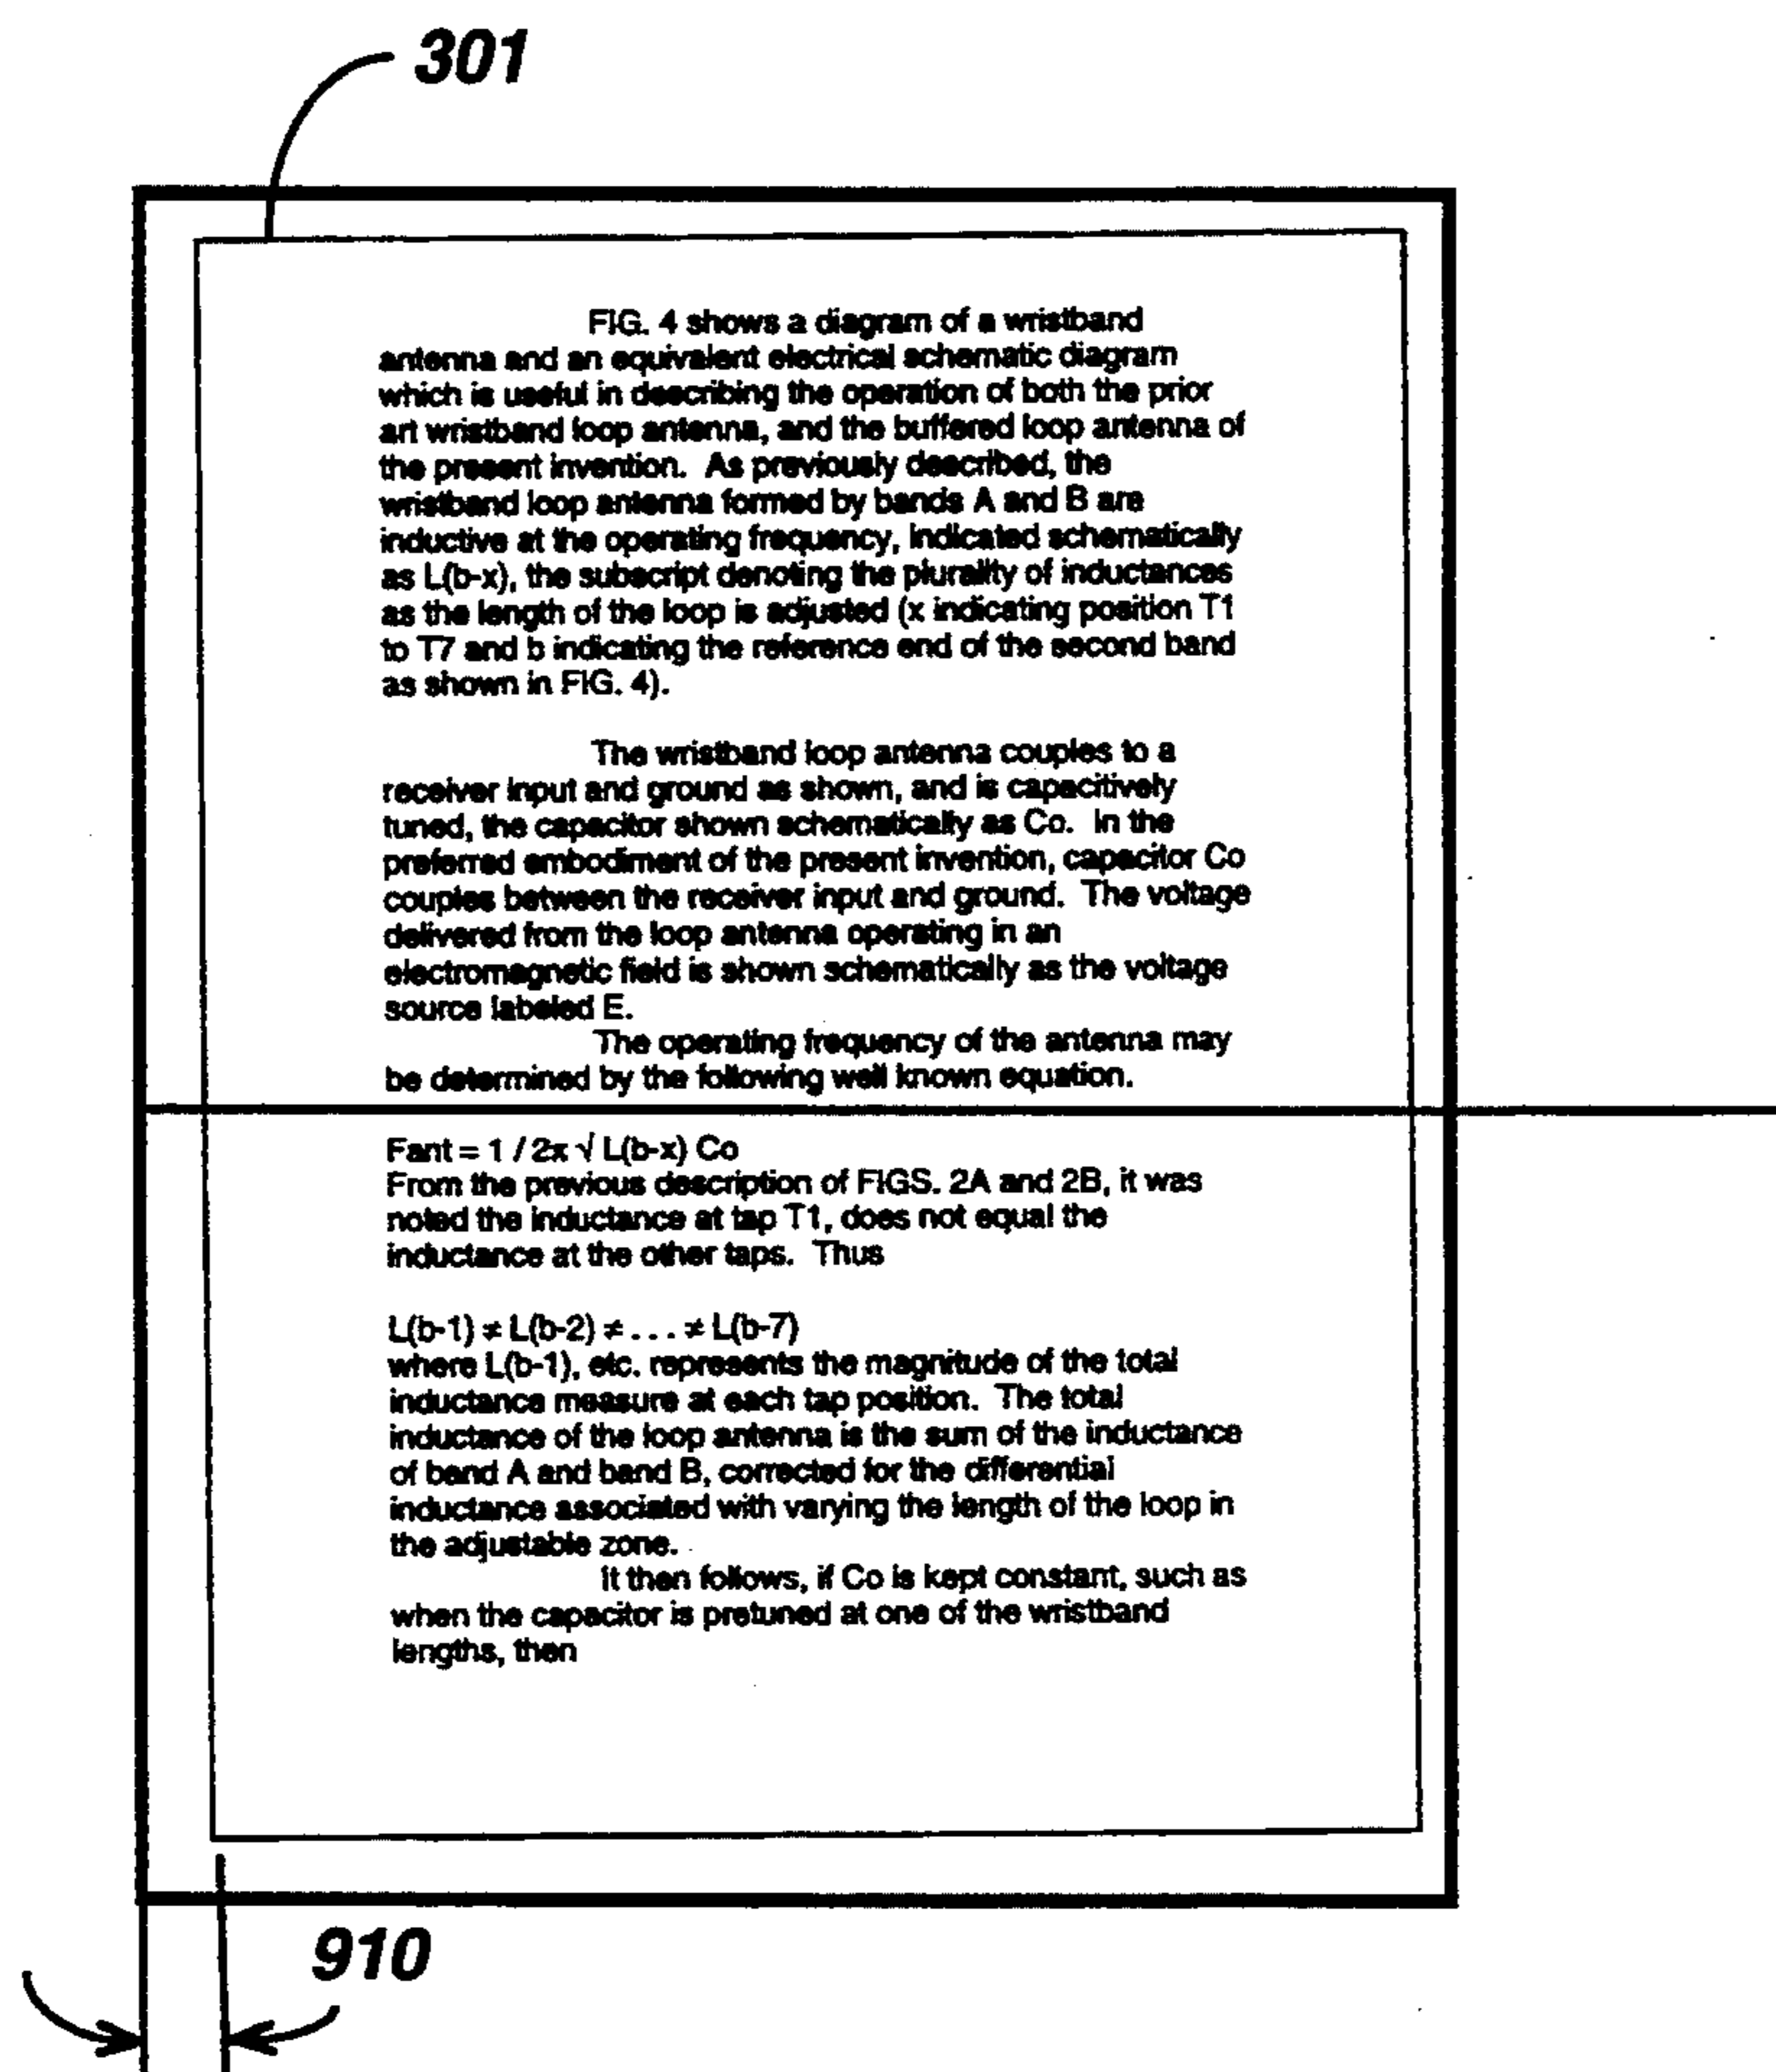 301
FIG. 4 shows a diagram of a wristband
antenna and an equivalent electrical schematic diagram
which is useful in describing the operation of both the prior
art wristband loop antenna, and the buffered loop antenna of
the present invention. As previously described, the
wristband loop antenna formed by bands A and B are
inductive at the operating frequency, indicated schematically
as L(b-x), the subscript denoting the plurality of inductances
as the length of the loop is adjusted (x indicating position T1
to T7 and b indicating the reference end of the second band
as shown in FIG. 4).
The wristband loop antenna couples to a
receiver input and ground as shown, and is capacitively
tuned, the capacitor shown schematically as Co. In the
preferred embodiment of the present invention, capacitor Co
couples between the receiver input and ground. The voltage
delivered from the loop antenna operating in an
electromagnetic field is shown schematically as the voltage
source labeled E.
The operating frequency of the antenna may
be determined by the following well known equation.
Fant = 1 / 2π √ L(b-x) Co
From the previous description of FIGS. 2A and 2B, it was
noted the inductance at tap T1, does not equal the
inductance at the other taps. Thus
L(b-1) ≠ L(b-2) ≠ . . . ≠ L(b-7)
where L(b-1), etc. represents the magnitude of the total
inductance measure at each tap position. The total
inductance of the loop antenna is the sum of the inductance
of band A and band B, corrected for the differential
inductance associated with varying the length of the loop in
the adjustable zone.
It then follows, if Co is kept constant, such as
when the capacitor is pretuned at one of the wristband
lengths, then
910